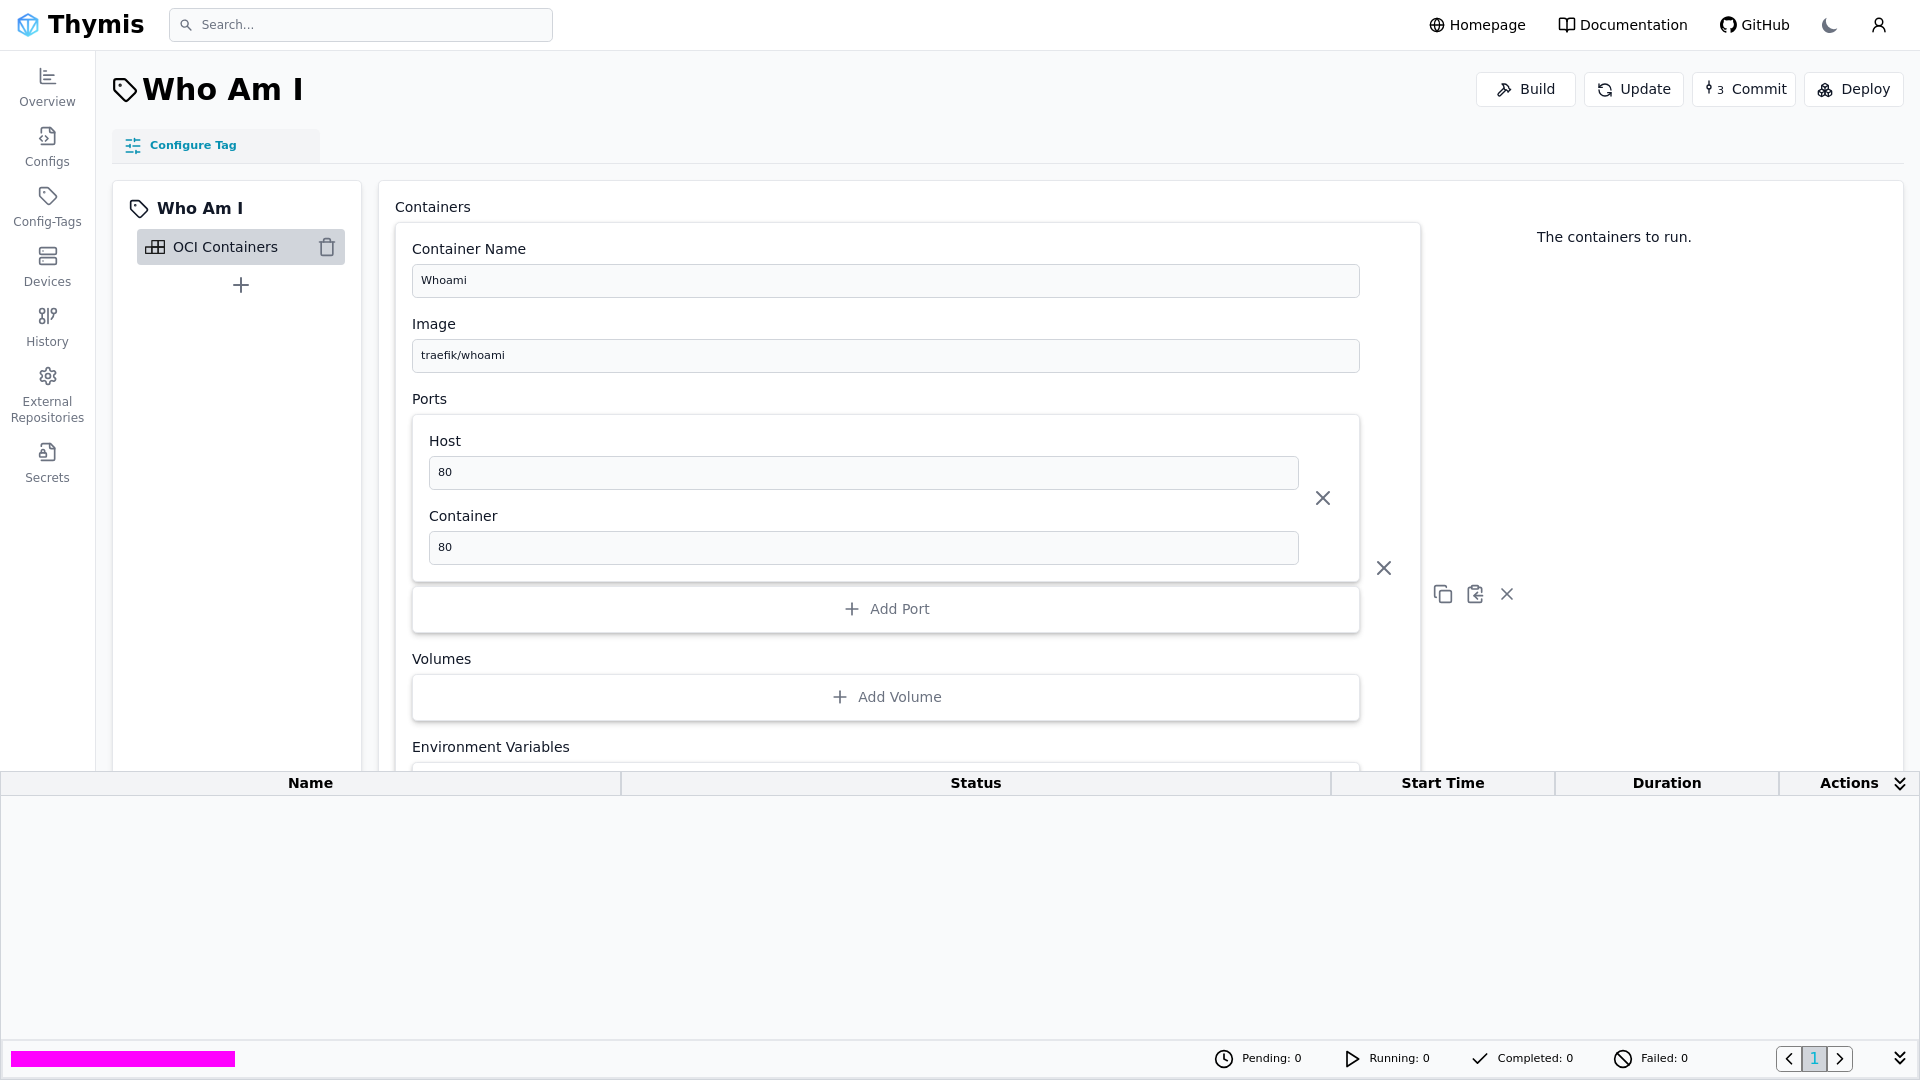 Thymis
Search...
Homepage
Documentation
GitHub
Overview
Configs
Config-Tags
Devices
History
External
Repositories
Secrets
Who Am I
Build
Update
3 Commit
Deploy
Configure Tag
Who Am I
OCI Containers
Containers
Container Name
Whoami
Image
traefik/whoami
Ports
Host
80
Container
80
Add Port
Volumes
Add Volume
Environment Variables
The containers to run.
Name Status Start Time Duration Actions
Pending: 0 Running: 0 Completed: 0 Failed: 0 1